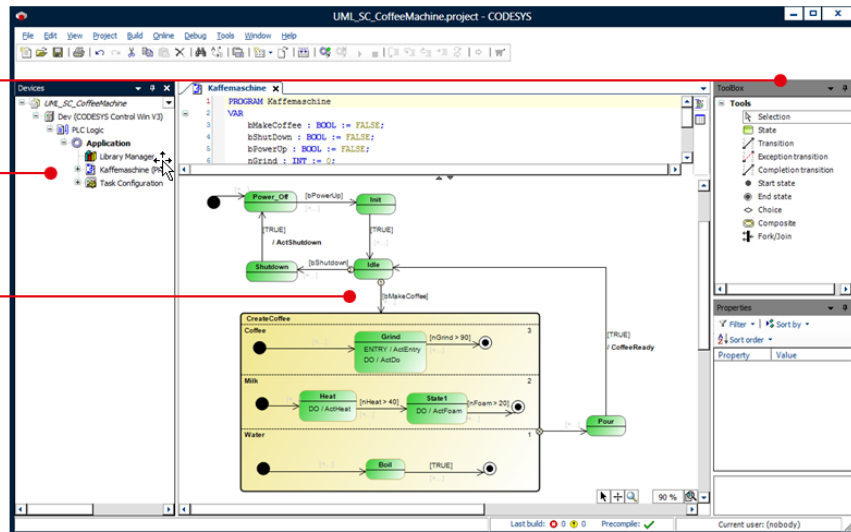 UML_SC_CoffeeMachine.project - CODESYS
File Edit View Project Build Online Debug Tools Window Help
Devices
UML_SC_CoffeeMachine
Dev (CODESYS Control Win V3)
PLC Logic
Application
Library Manager
Kaffemaschine
Task Configuration
Kaffemaschine
1 PROGRAM Kaffemaschine
2 VAR
3 bMakeCoffee : BOOL := FALSE;
4 bShutDown : BOOL := FALSE;
5 bPowerUp : BOOL := FALSE;
6 nGrind : INT := 0;
Power_Off
[bPowerUp]
Init
[TRUE]
/ ActShutdown
[TRUE]
Shutdown
[bShutdown]
Idle
[bMakeCoffee]
CreateCoffee
Coffee
3
Grind
ENTRY / ActEntry
DO / ActDo
[nGrind > 90]
Milk
2
Heat
DO / ActHeat
[nHeat > 40]
State1
DO / ActFoam
[nFoam > 20]
Water
1
Boil
[TRUE]
[TRUE]
/ CoffeeReady
Pour
90 %
ToolBox
Tools
Selection
State
Transition
Exception transition
Completion transition
Start state
End state
Choice
Composite
Fork/Join
Properties
Filter
Sort by
Sort order
Property Value
Last build: 0 0 Precompile:
Current user: (nobody)